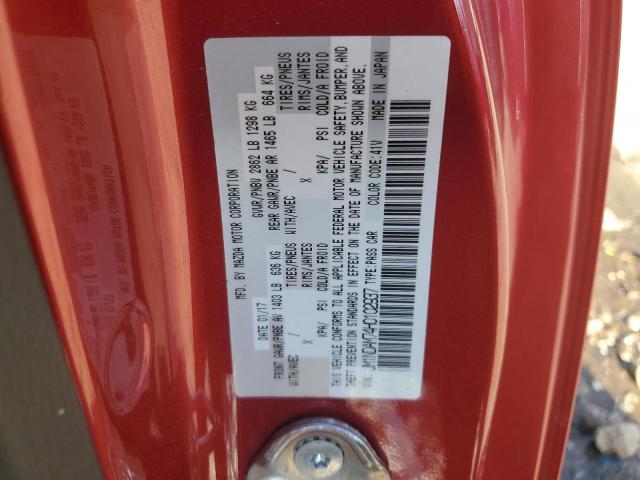 MFD. BY MAZDA MOTOR CORPORATION
DATE 01/17 GVWR/PNBV 2862 LB 1298 KG
FRONT GAWR/PNBE AV 1403 LB 636 KG REAR GAWR/PNBE AR 1465 LB 664 KG
TIRES/PNEUS RIMS/JANTES TIRES/PNEUS RIMS/JANTES
WITH/AVEC / X WITH/AVEC / X
KPA/ PSI COLD/A FROID KPA/ PSI COLD/A FROID
THIS VEHICLE CONFORMS TO ALL APPLICABLE FEDERAL MOTOR VEHICLE SAFETY, BUMPER, AND
THEFT PREVENTION STANDARDS IN EFFECT ON THE DATE OF MANUFACTURE SHOWN ABOVE.
VIN: JM1NDAM74H0102937 TYPE:PASS CAR COLOR CODE:41V MADE IN JAPAN